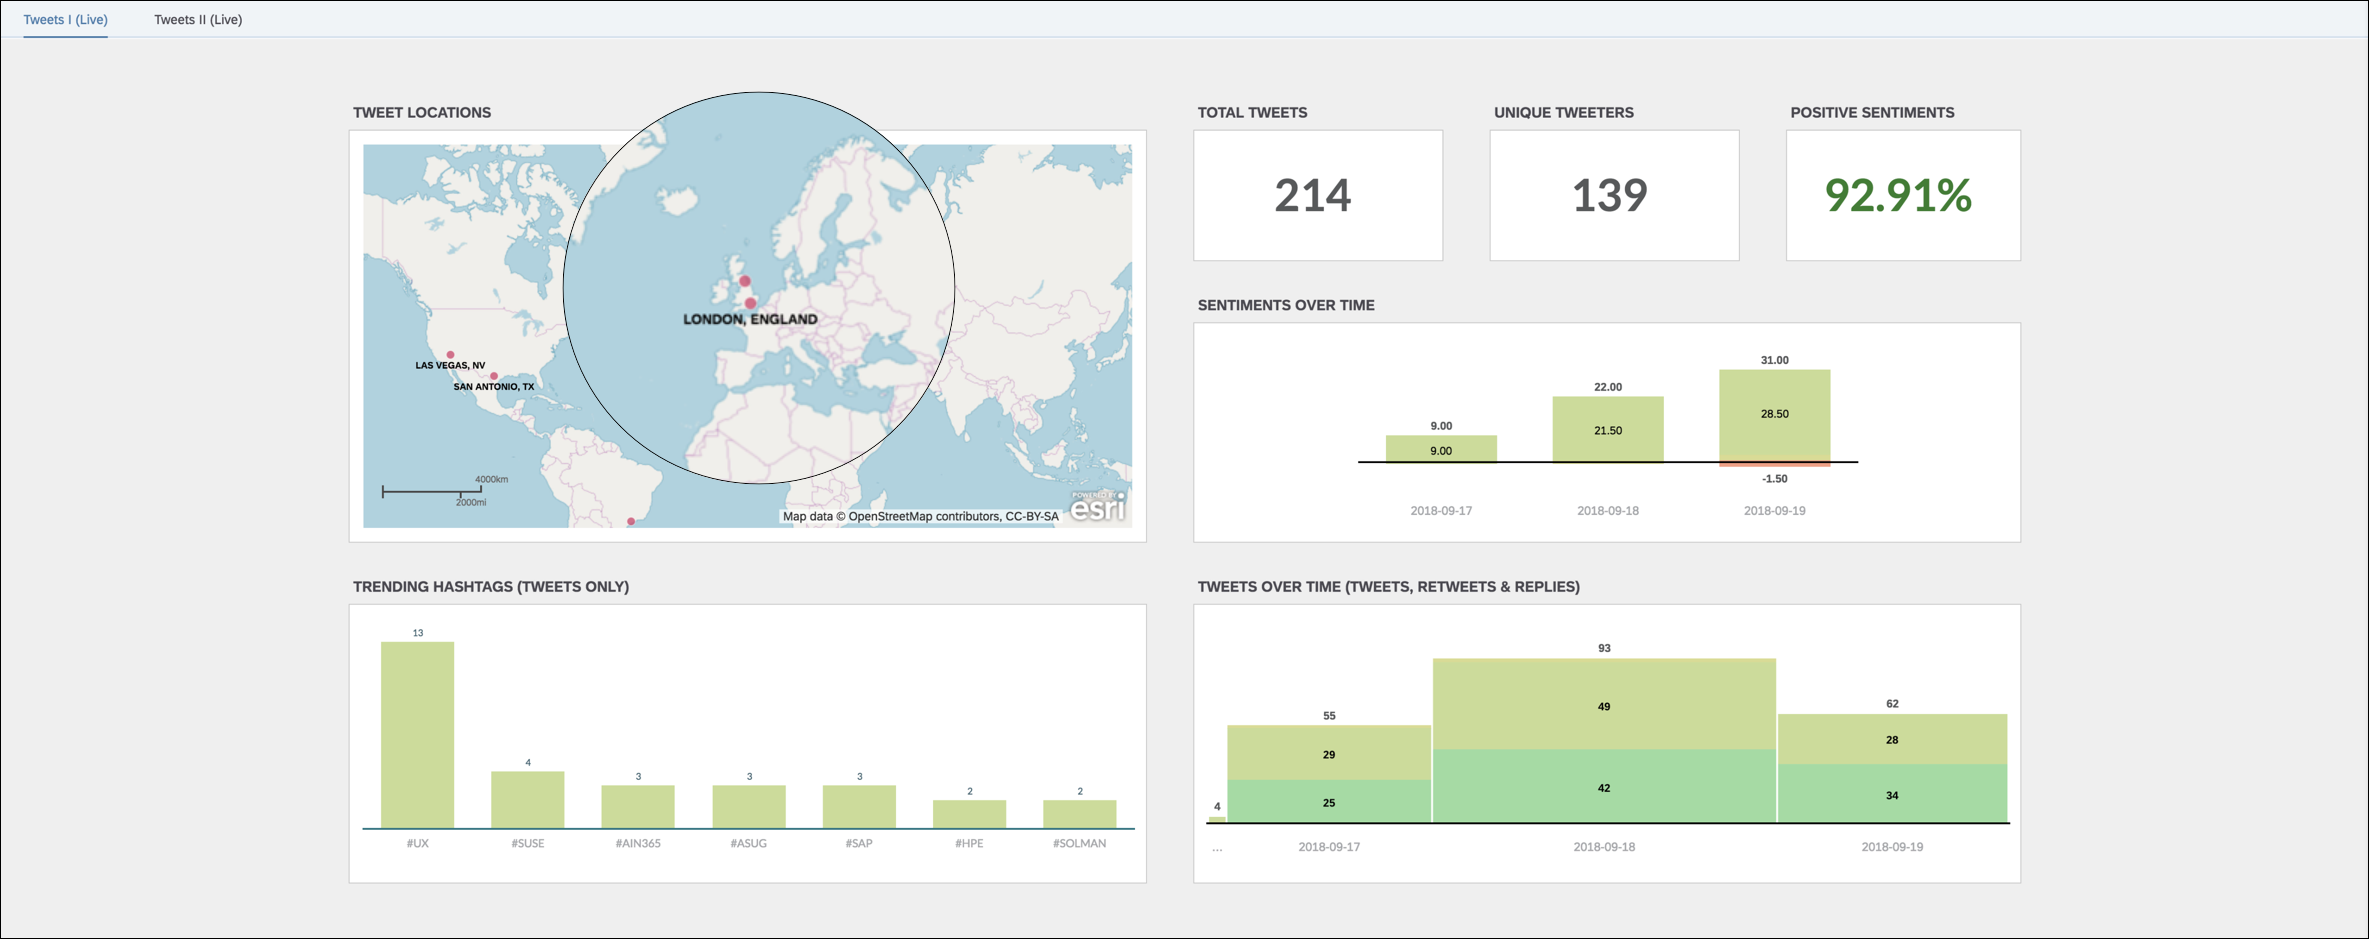 Tweets I (Live)
Tweets II (Live)
TWEET LOCATIONS
LONDON, ENGLAND
LAS VEGAS, NV
SAN ANTONIO, TX
4000km
2000mi
Map data © OpenStreetMap contributors, CC-BY-SA
POWERED BY
esri
TOTAL TWEETS
214
UNIQUE TWEETERS
139
POSITIVE SENTIMENTS
92.91%
SENTIMENTS OVER TIME
9.00
9.00
22.00
21.50
31.00
28.50
-1.50
2018-09-17
2018-09-18
2018-09-19
TRENDING HASHTAGS (TWEETS ONLY)
13
4
3
3
3
2
2
#UX
#SUSE
#AIN365
#ASUG
#SAP
#HPE
#SOLMAN
TWEETS OVER TIME (TWEETS, RETWEETS & REPLIES)
4
55
29
25
93
49
42
62
28
34
...
2018-09-17
2018-09-18
2018-09-19